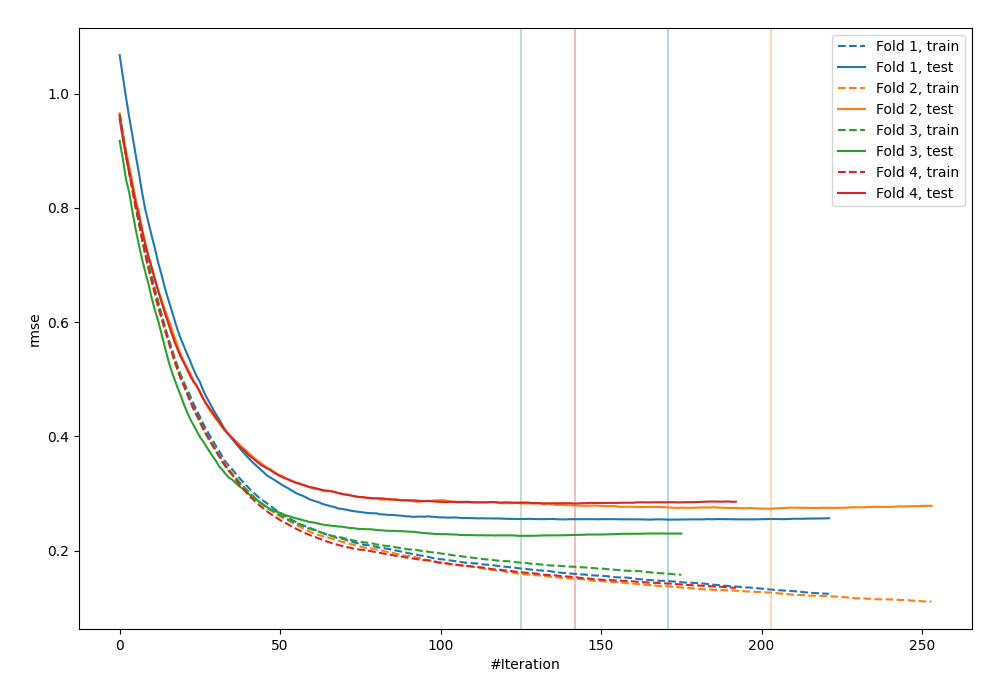 Fold 1, train
Fold 1, test
Fold 2, train
Fold 2, test
Fold 3, train
Fold 3, test
Fold 4, train
Fold 4, test
1.0
0.8
0.6
0.4
0.2
rmse
0 50 100 150 200 250
#Iteration